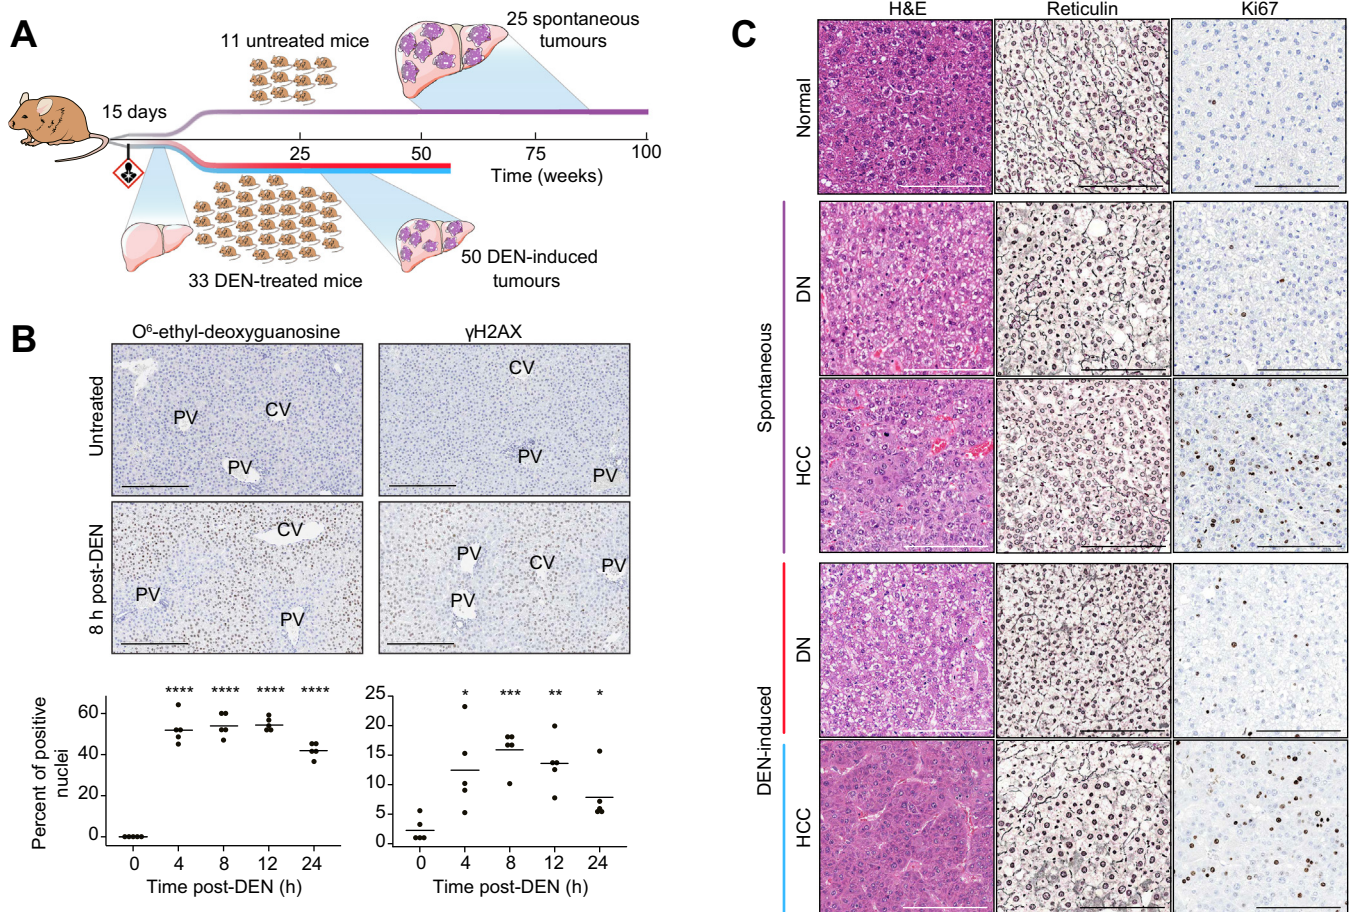 A
11 untreated mice
25 spontaneous
tumours
15 days
25
50
75
100
Time (weeks)
33 DEN-treated mice
50 DEN-induced
tumours
B
O⁶-ethyl-deoxyguanosine
γH2AX
Untreated
PV
CV
PV
CV
PV
PV
8 h post-DEN
CV
PV
PV
PV
CV
PV
PV
Percent of positive
nuclei
60
40
20
0
****
****
****
****
0
4
8
12
24
Time post-DEN (h)
25
20
15
10
5
0
*
***
**
*
0
4
8
12
24
Time post-DEN (h)
C
H&E
Reticulin
Ki67
Normal
Spontaneous
DN
HCC
DEN-induced
DN
HCC